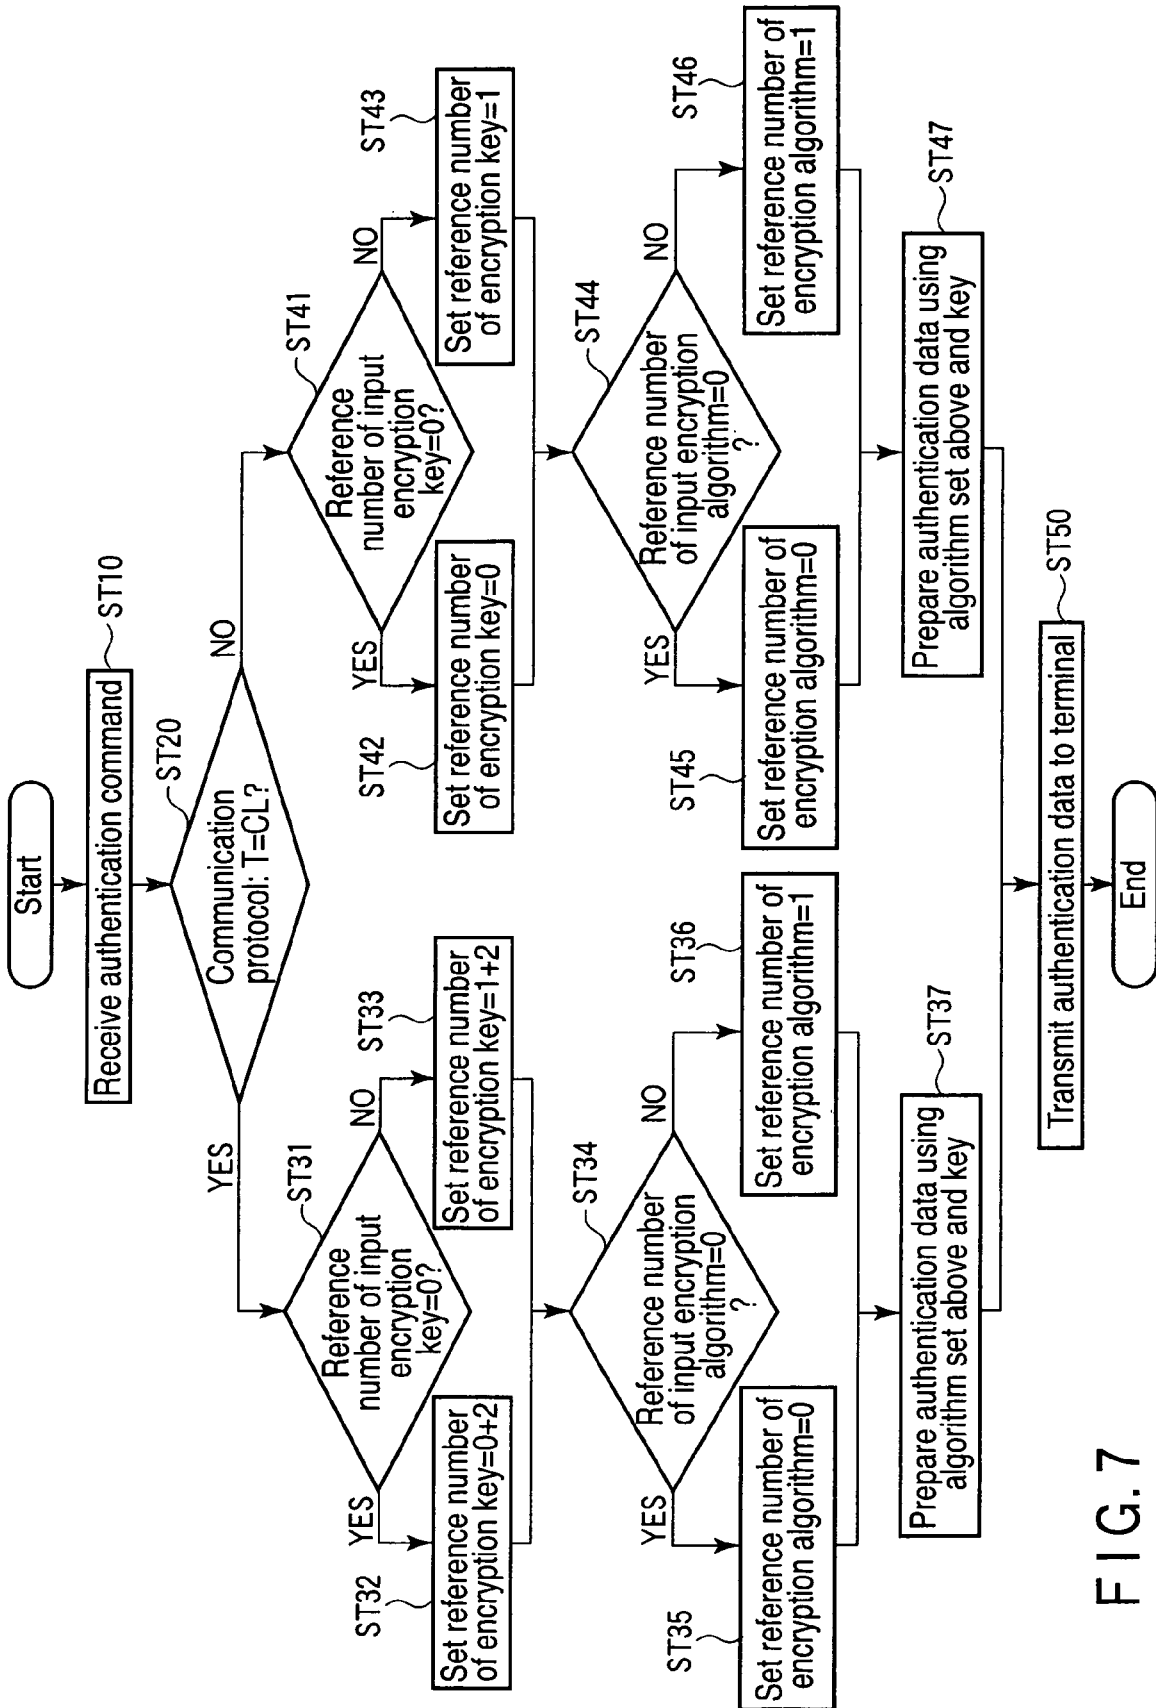 Start
Receive authentication command
ST10
Communication
protocol: T=CL?
ST20
YES
NO
Reference
number of input
encryption
key=0?
ST31
YES
NO
ST32
Set reference number
of encryption key=0+2
ST33
Set reference number
of encryption key=1+2
Reference number
of input encryption
algorithm=0
?
ST34
YES
NO
ST35
Set reference number of
encryption algorithm=0
ST36
Set reference number of
encryption algorithm=1
Prepare authentication data using
algorithm set above and key
ST37
Reference
number of input
encryption
key=0?
ST41
YES
NO
ST42
Set reference number
of encryption key=0
ST43
Set reference number
of encryption key=1
Reference number
of input encryption
algorithm=0
?
ST44
YES
NO
ST45
Set reference number of
encryption algorithm=0
ST46
Set reference number of
encryption algorithm=1
Prepare authentication data using
algorithm set above and key
ST47
Transmit authentication data to terminal
ST50
End
FIG. 7